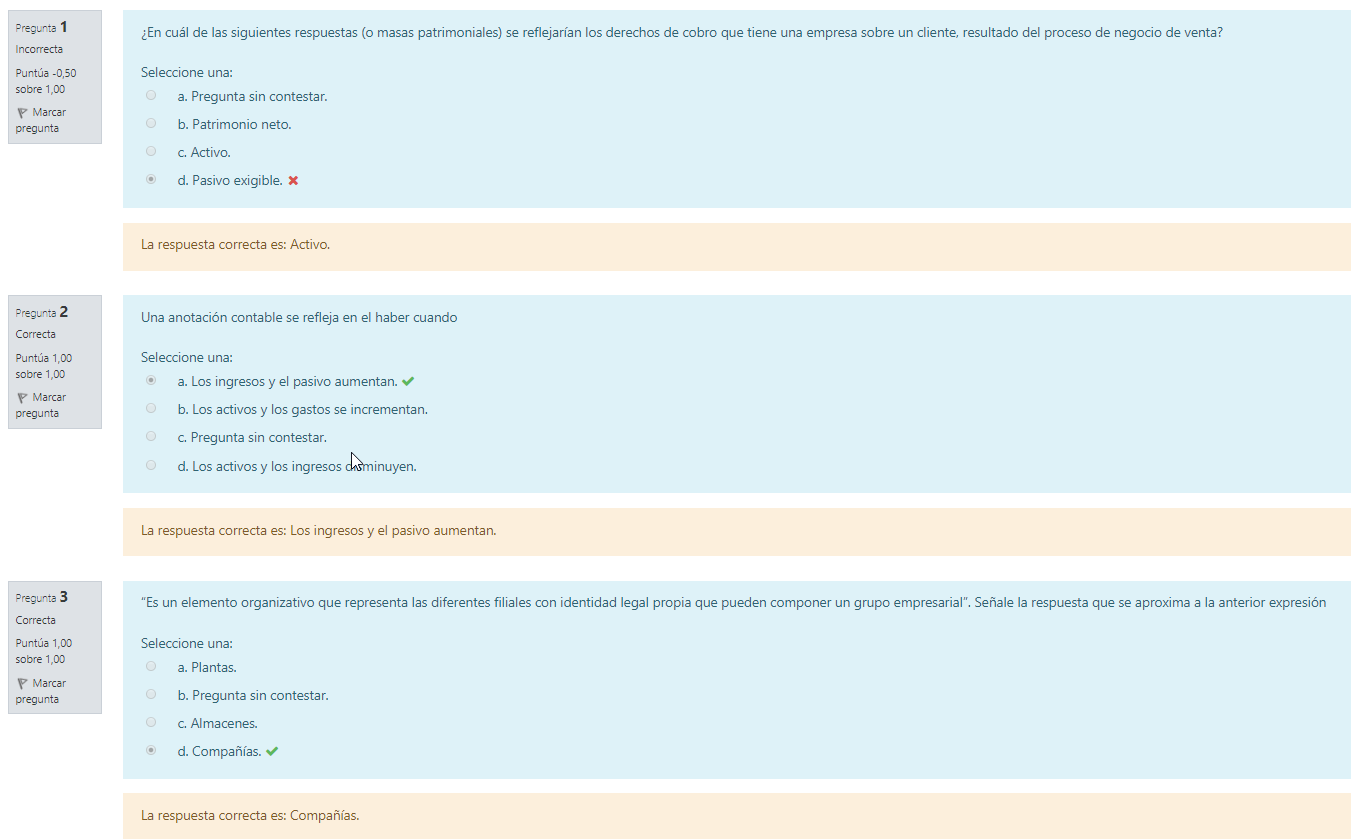 Pregunta 1
Incorrecta
Puntúa -0,50
sobre 1,00
Marcar
pregunta
¿En cuál de las siguientes respuestas (o masas patrimoniales) se reflejarían los derechos de cobro que tiene una empresa sobre un cliente, resultado del proceso de negocio de venta?
Seleccione una:
a. Pregunta sin contestar.
b. Patrimonio neto.
c. Activo.
d. Pasivo exigible.
La respuesta correcta es: Activo.
Pregunta 2
Correcta
Puntúa 1,00
sobre 1,00
Marcar
pregunta
Una anotación contable se refleja en el haber cuando
Seleccione una:
a. Los ingresos y el pasivo aumentan.
b. Los activos y los gastos se incrementan.
c. Pregunta sin contestar.
d. Los activos y los ingresos disminuyen.
La respuesta correcta es: Los ingresos y el pasivo aumentan.
Pregunta 3
Correcta
Puntúa 1,00
sobre 1,00
Marcar
pregunta
“Es un elemento organizativo que representa las diferentes filiales con identidad legal propia que pueden componer un grupo empresarial”. Señale la respuesta que se aproxima a la anterior expresión
Seleccione una:
a. Plantas.
b. Pregunta sin contestar.
c. Almacenes.
d. Compañías.
La respuesta correcta es: Compañías.